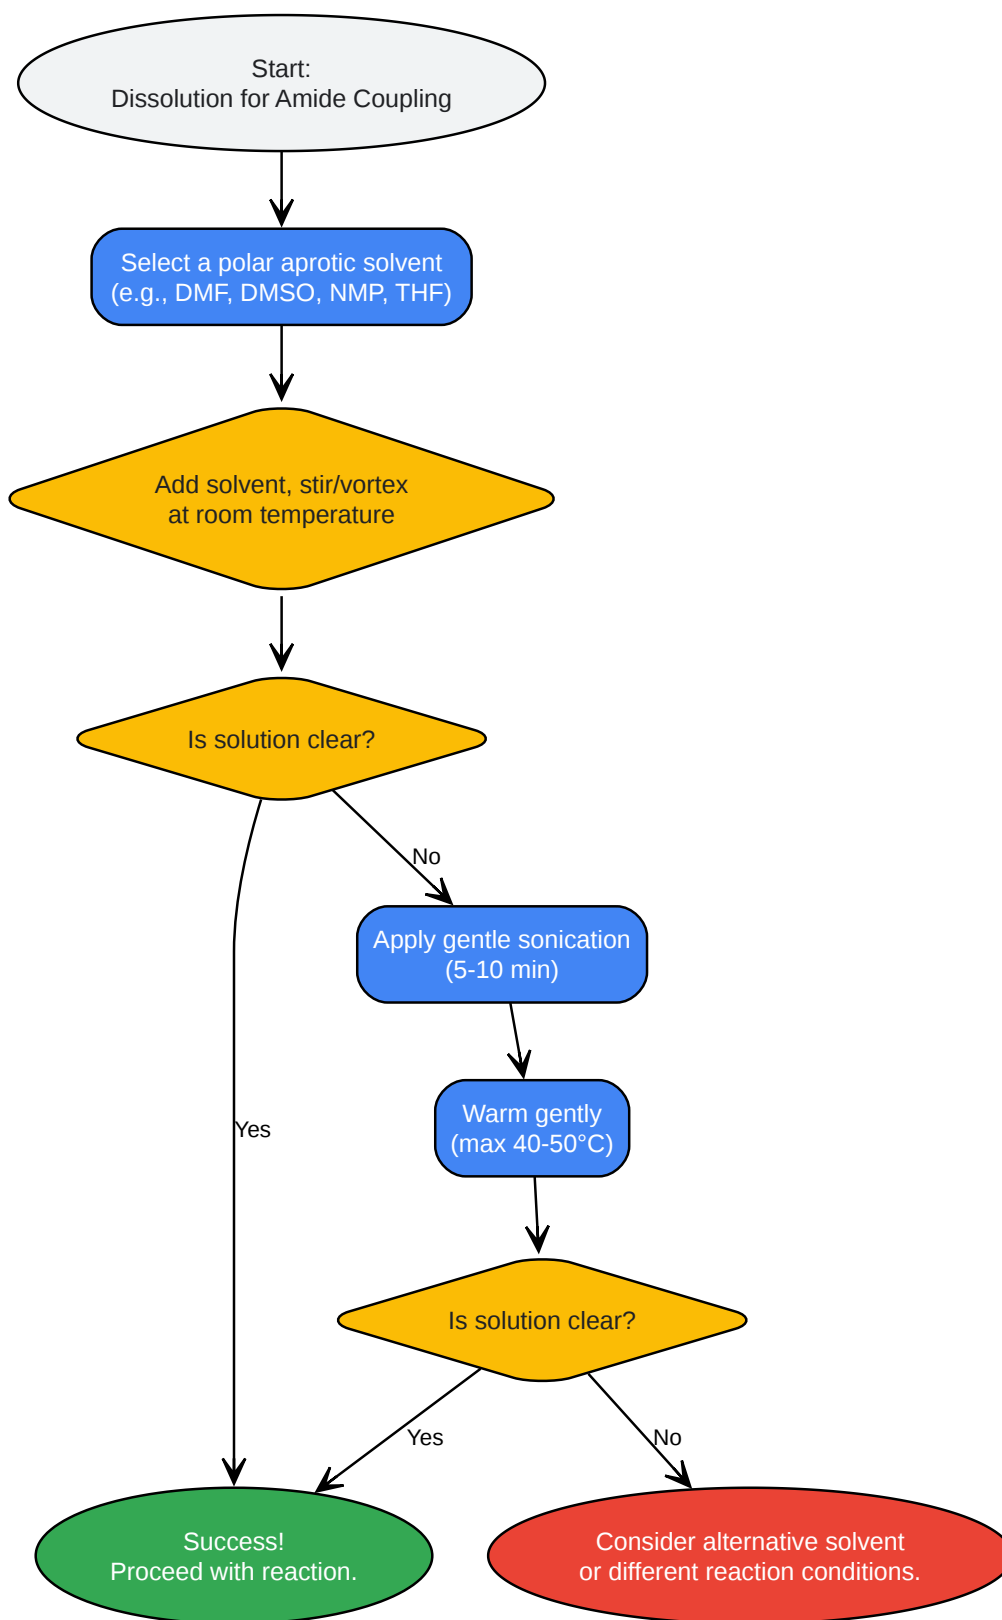 Start:
Dissolution for Amide Coupling
Select a polar aprotic solvent
(e.g., DMF, DMSO, NMP, THF)
Add solvent, stir/vortex
at room temperature
Is solution clear?
No
Apply gentle sonication
(5-10 min)
Warm gently
(max 40-50°C)
Yes
Is solution clear?
Yes
No
Success!
Proceed with reaction.
Consider alternative solvent
or different reaction conditions.